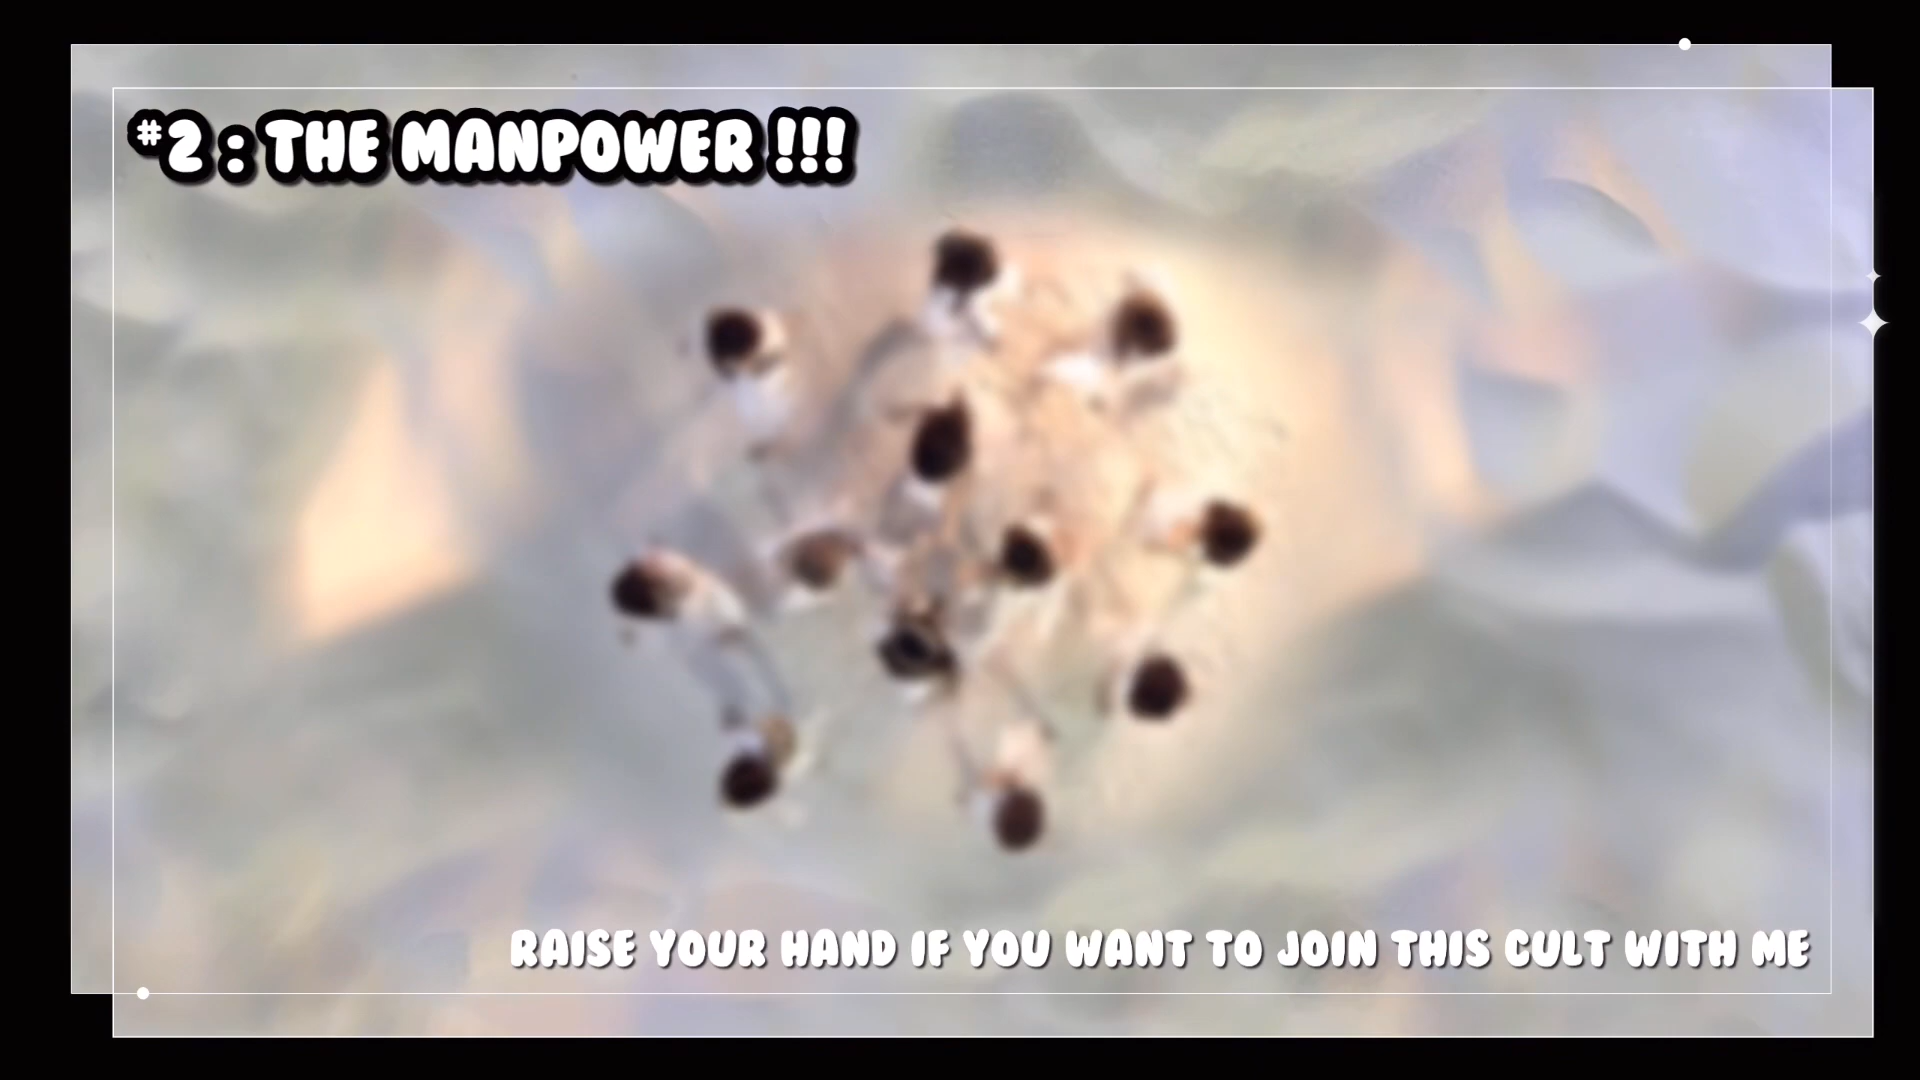 #2 : THE MANPOWER !!!
RAISE YOUR HAND IF YOU WANT TO JOIN THIS CULT WITH ME